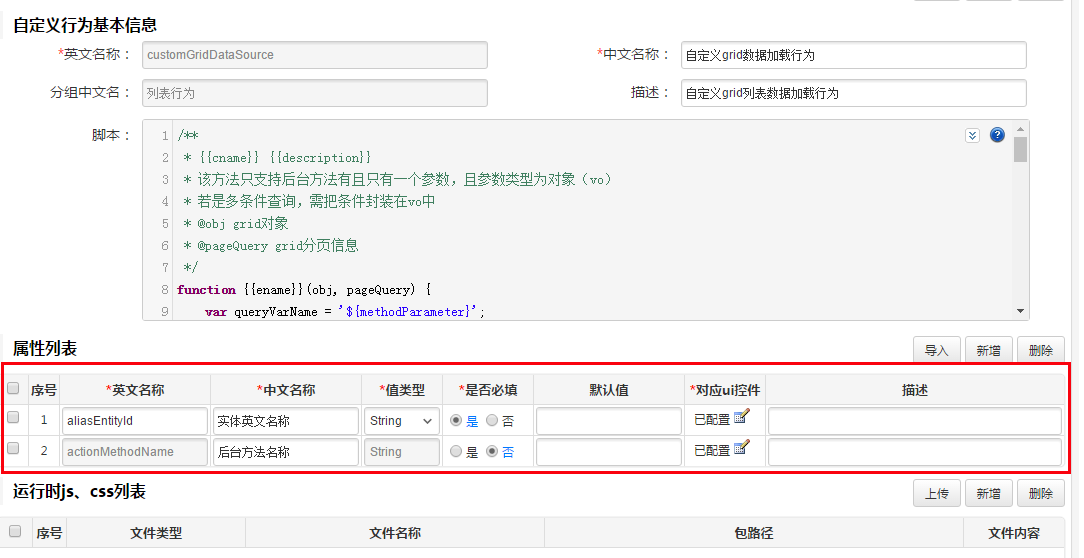 自定义行为基本信息
*英文名称： customGridDataSource *中文名称： 自定义grid数据加载行为
分组中文名： 列表行为 描述： 自定义grid列表数据加载行为
脚本：
1 /**
2 * {{cname}} {{description}}
3 * 该方法只支持后台方法有且只有一个参数，且参数类型为对象（vo）
4 * 若是多条件查询，需把条件封装在vo中
5 * @obj grid对象
6 * @pageQuery grid分页信息
7 */
8 function {{ename}}(obj, pageQuery) {
9 var queryVarName = '${methodParameter}';
属性列表 导入 新增 删除
序号 *英文名称 *中文名称 *值类型 *是否必填 默认值 *对应ui控件 描述
1 aliasEntityId 实体英文名称 String 是 否 已配置
2 actionMethodName 后台方法名称 String 是 否 已配置
运行时js、css列表 上传 新增 删除
序号 文件类型 文件名称 包路径 文件内容